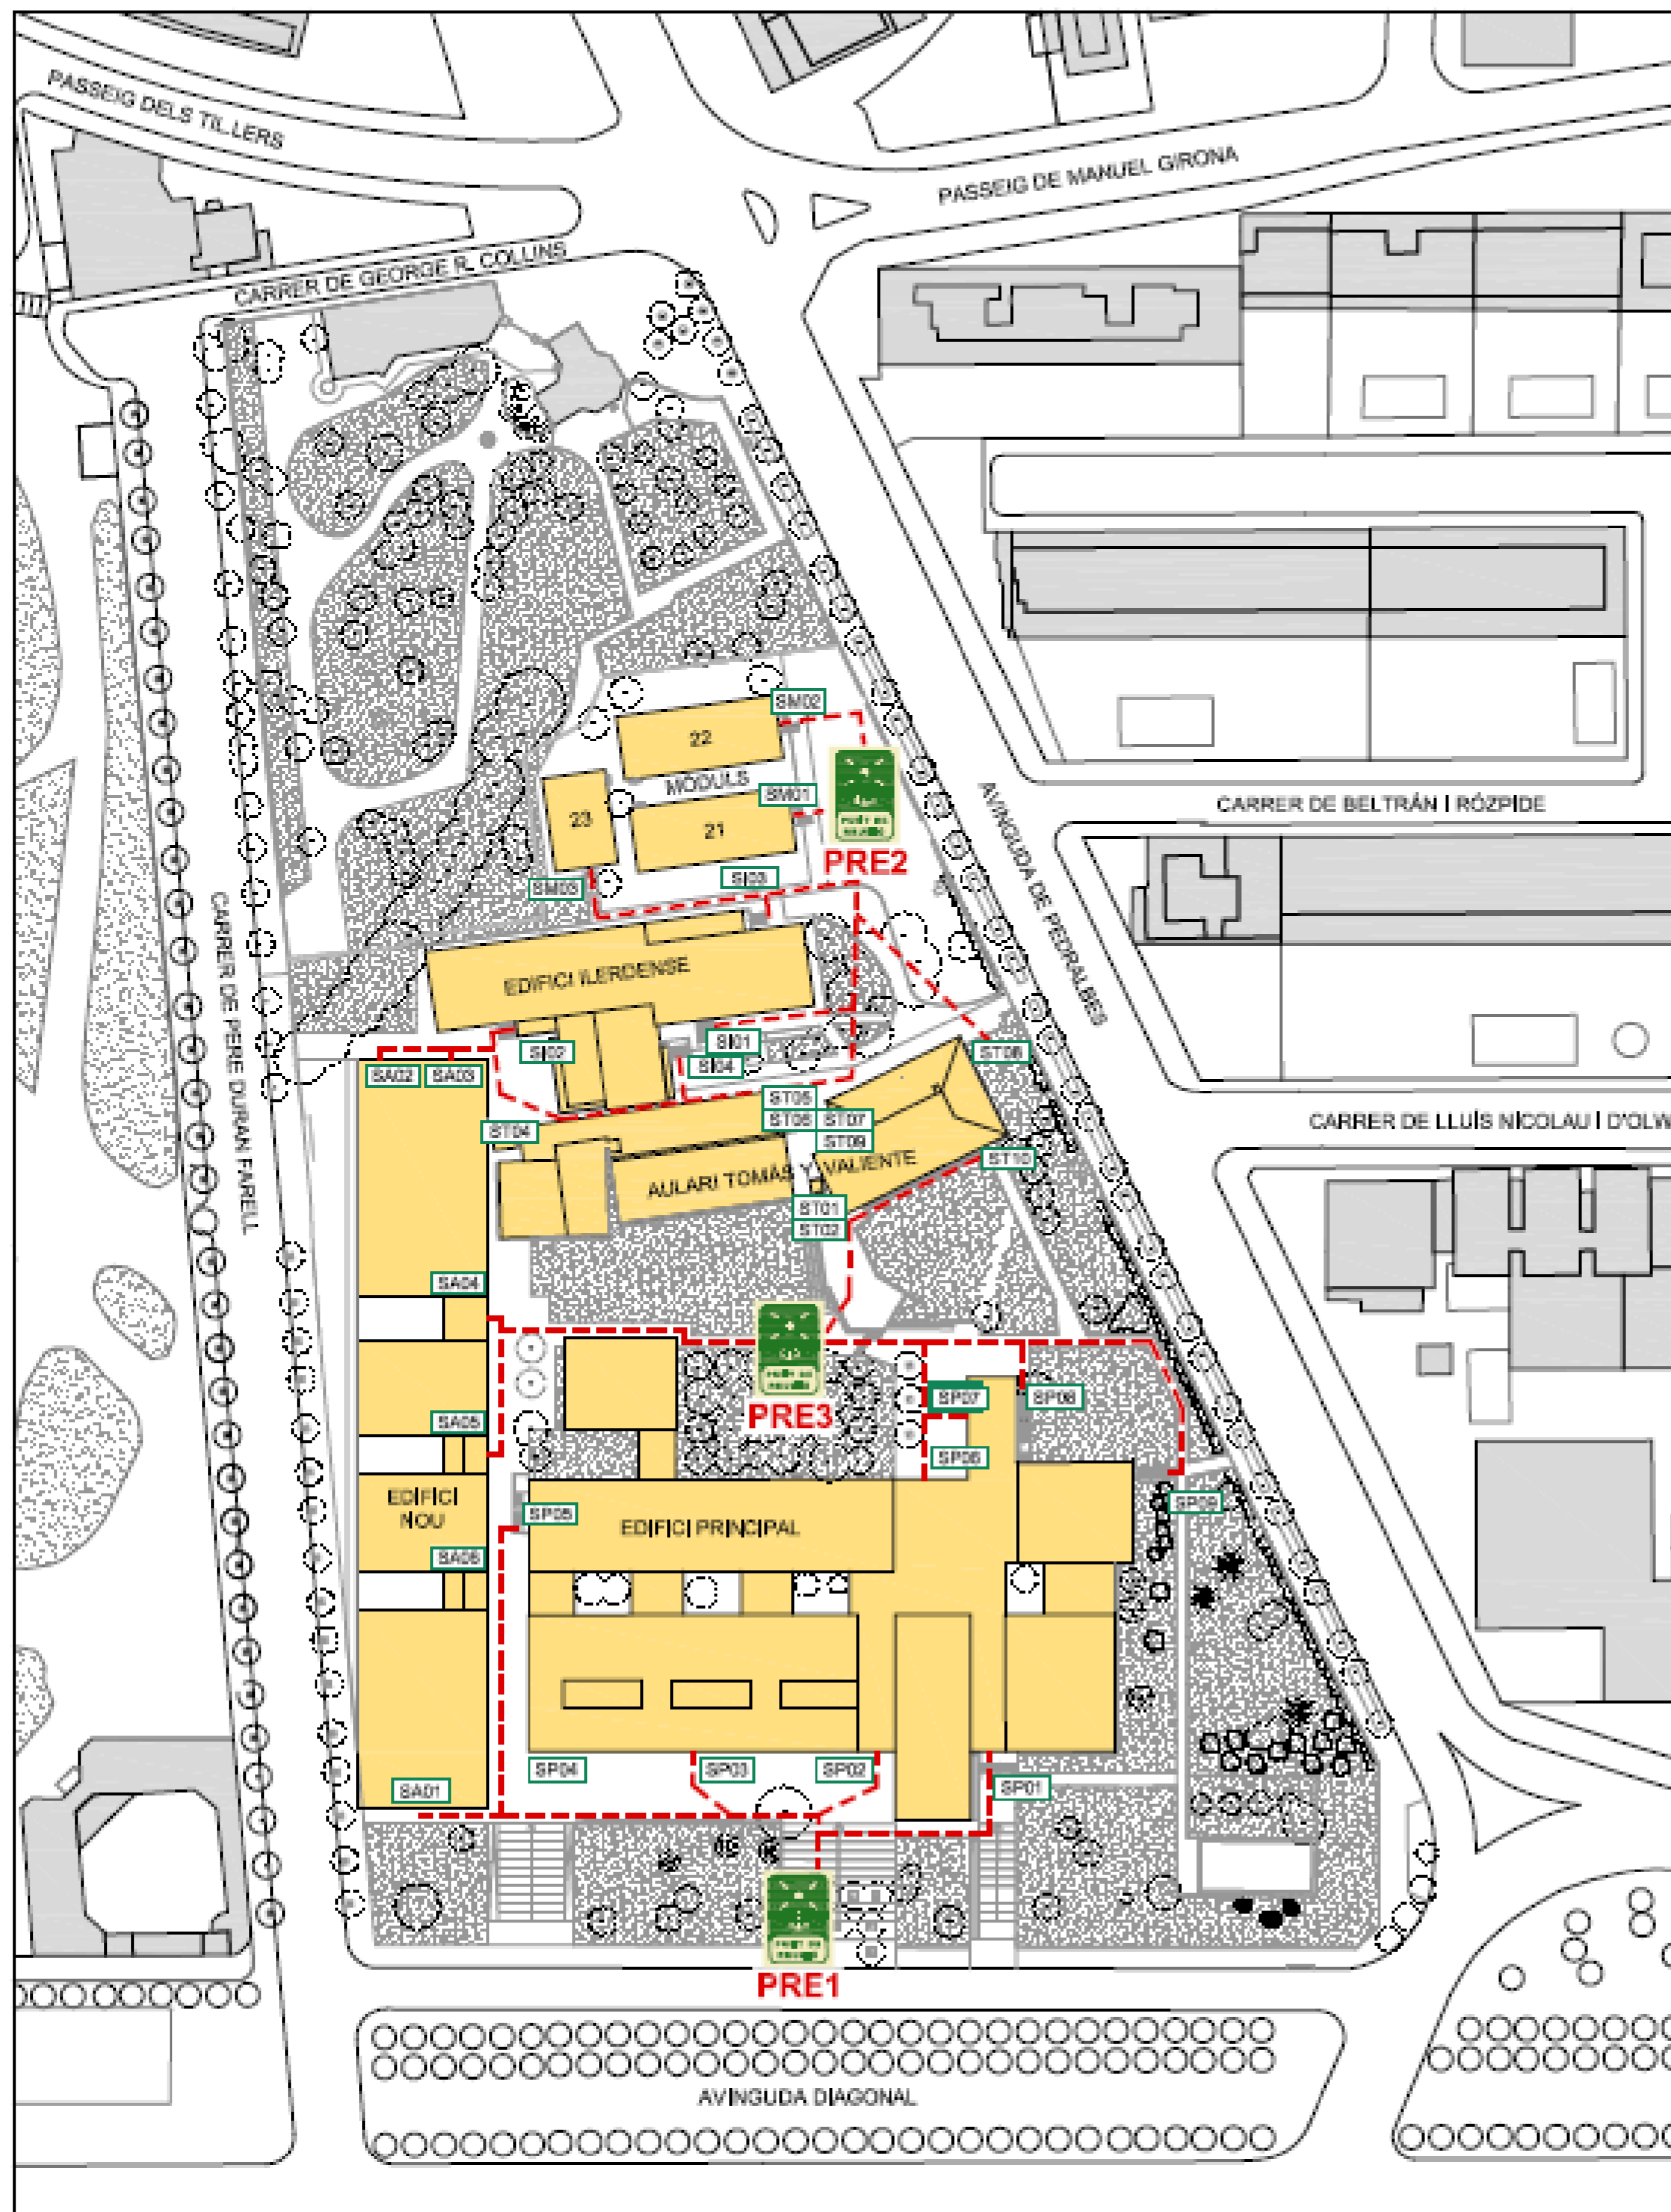 PASSEIG DELS TIL.LERS
PASSEIG DE MANUEL GIRONA
CARRER DE GEORGE R. COLLINS
SM02
22
MÒDULS
SM01
23
21
PRE2
AVINGUDA DE PEDRALBES
CARRER DE BELTRÁN I RÓZPIDE
SM03
SI03
CARRER DE PERE DURAN FARELL
EDIFICI ILERDENSE
SI02
SI01
SI04
ST08
SA02
SA03
ST05
ST06
ST07
ST04
ST09
CARRER DE LLUÍS NICOLAU I D'OLW
AULARI TOMÁS Y VALIENTE
ST10
ST01
ST02
SA04
PRE3
SP07
SP08
SA05
SP06
EDIFICI
NOU
SP05
EDIFICI PRINCIPAL
SP09
SA06
SP04
SP03
SP02
SP01
SA01
PRE1
AVINGUDA DIAGONAL